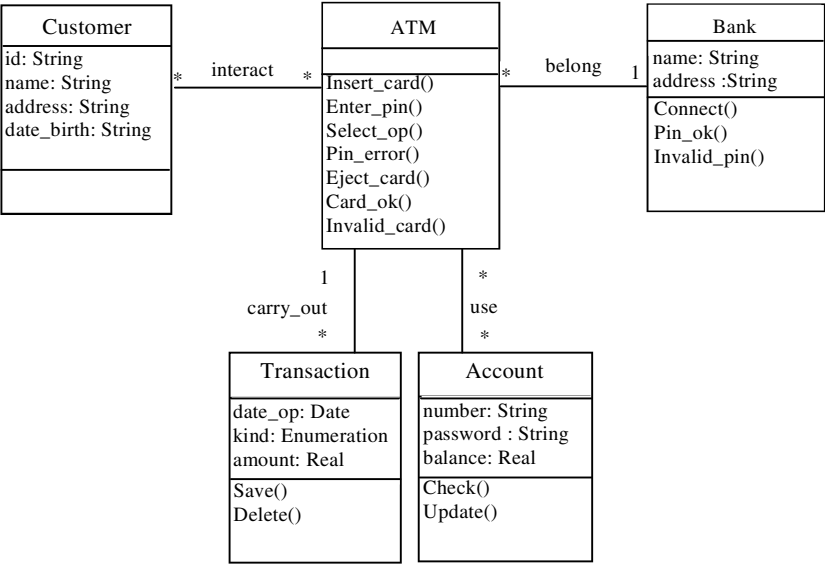 Customer
id: String
name: String
address: String
date_birth: String
* interact *
ATM
Insert_card()
Enter_pin()
Select_op()
Pin_error()
Eject_card()
Card_ok()
Invalid_card()
* belong 1
Bank
name: String
address :String
Connect()
Pin_ok()
Invalid_pin()
1
carry_out
*
*
use
*
Transaction
date_op: Date
kind: Enumeration
amount: Real
Save()
Delete()
Account
number: String
password : String
balance: Real
Check()
Update()